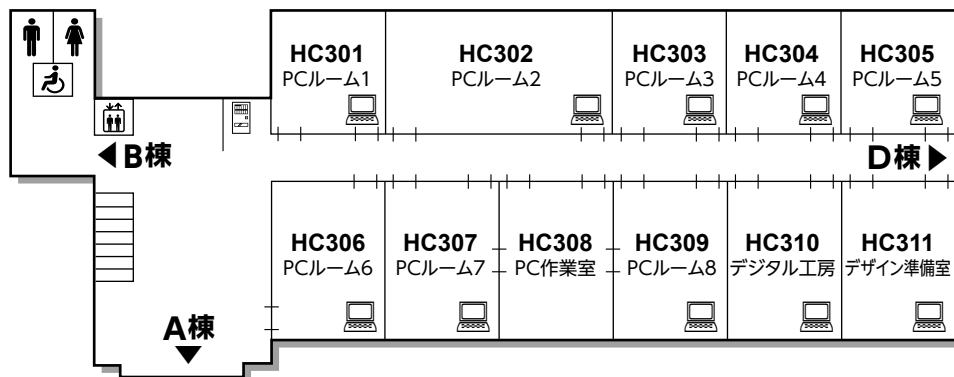 HC301
PCルーム1
HC302
PCルーム2
HC303
PCルーム3
HC304
PCルーム4
HC305
PCルーム5
◀B棟
D棟▶
HC306
PCルーム6
HC307
PCルーム7
HC308
PC作業室
HC309
PCルーム8
HC310
デジタル工房
HC311
デザイン準備室
A棟
▼